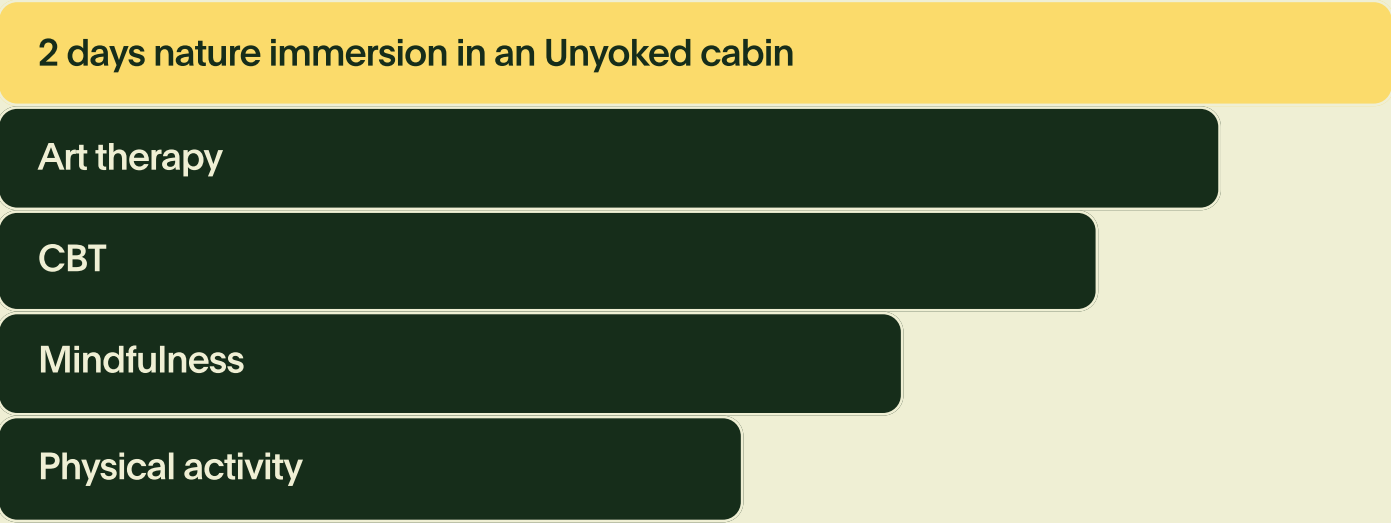 2 days nature immersion in an Unyoked cabin
Art therapy
CBT
Mindfulness
Physical activity